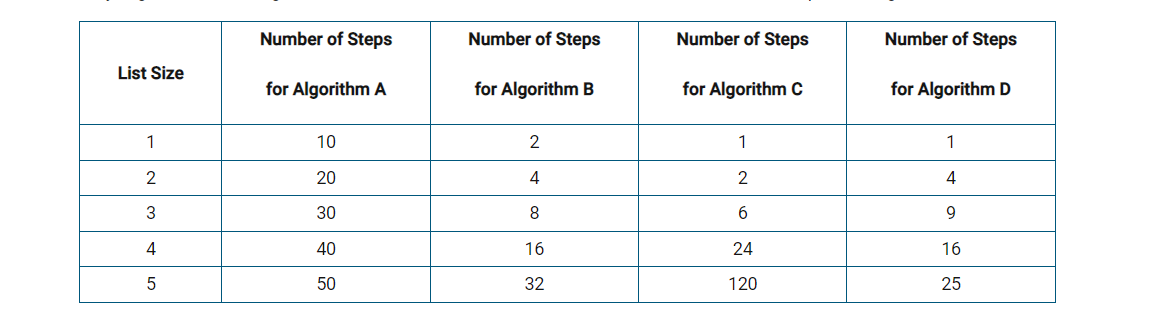 List Size Number of Steps for Algorithm A Number of Steps for Algorithm B Number of Steps for Algorithm C Number of Steps for Algorithm D
1 10 2 1 1
2 20 4 2 4
3 30 8 6 9
4 40 16 24 16
5 50 32 120 25